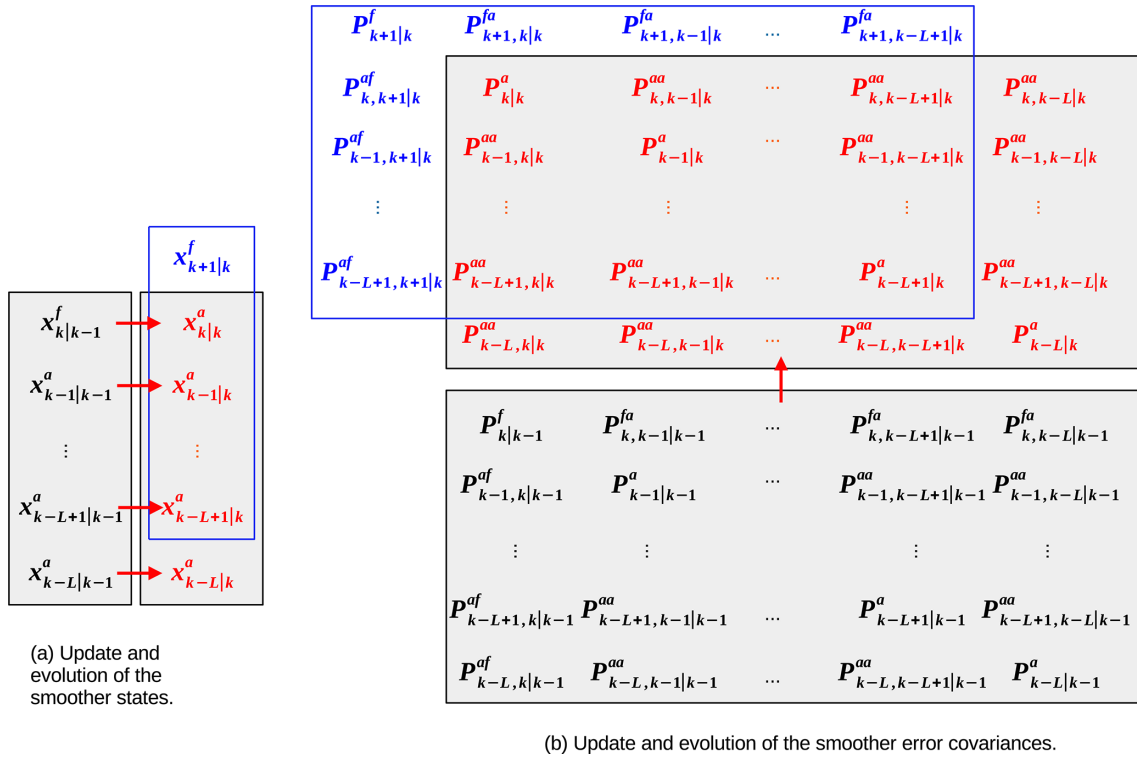 P^f_{k+1|k} P^{fa}_{k+1,k|k} P^{fa}_{k+1,k−1|k} ... P^{fa}_{k+1,k−L+1|k}
P^{af}_{k,k+1|k} P^a_{k|k} P^{aa}_{k,k−1|k} ... P^{aa}_{k,k−L+1|k} P^{aa}_{k,k−L|k}
P^{af}_{k−1,k+1|k} P^{aa}_{k−1,k|k} P^a_{k−1|k} ... P^{aa}_{k−1,k−L+1|k} P^{aa}_{k−1,k−L|k}
⋮ ⋮ ⋮ ⋮ ⋮
P^{af}_{k−L+1,k+1|k} P^{aa}_{k−L+1,k|k} P^{aa}_{k−L+1,k−1|k} ... P^a_{k−L+1|k} P^{aa}_{k−L+1,k−L|k}
P^{aa}_{k−L,k|k} P^{aa}_{k−L,k−1|k} ... P^{aa}_{k−L,k−L+1|k} P^a_{k−L|k}
x^f_{k+1|k}
x^f_{k|k−1} x^a_{k|k}
x^a_{k−1|k−1} x^a_{k−1|k}
⋮ ⋮
x^a_{k−L+1|k−1} x^a_{k−L+1|k}
x^a_{k−L|k−1} x^a_{k−L|k}
(a) Update and
evolution of the
smoother states.
P^f_{k|k−1} P^{fa}_{k,k−1|k−1} ... P^{fa}_{k,k−L+1|k−1} P^{fa}_{k,k−L|k−1}
P^{af}_{k−1,k|k−1} P^a_{k−1|k−1} ... P^{aa}_{k−1,k−L+1|k−1} P^{aa}_{k−1,k−L|k−1}
⋮ ⋮ ⋮ ⋮
P^{af}_{k−L+1,k|k−1} P^{aa}_{k−L+1,k−1|k−1} ... P^a_{k−L+1|k−1} P^{aa}_{k−L+1,k−L|k−1}
P^{af}_{k−L,k|k−1} P^{aa}_{k−L,k−1|k−1} ... P^{aa}_{k−L,k−L+1|k−1} P^a_{k−L|k−1}
(b) Update and evolution of the smoother error covariances.